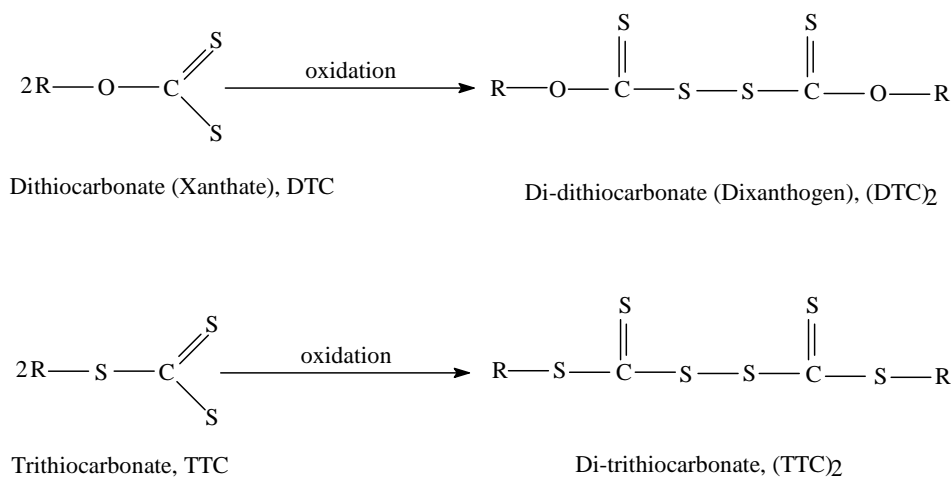 S S S
2R—O—C oxidation R—O—C—S—S—C—O—R
S
Dithiocarbonate (Xanthate), DTC Di-dithiocarbonate (Dixanthogen), (DTC)2
S S S
2R—S—C oxidation R—S—C—S—S—C—S—R
S
Trithiocarbonate, TTC Di-trithiocarbonate, (TTC)2